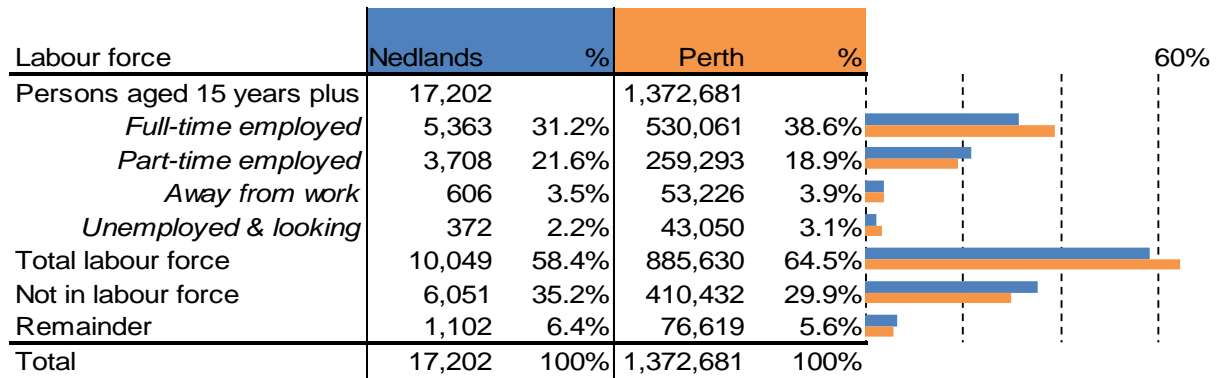 Labour force Nedlands % Perth % 60%
Persons aged 15 years plus 17,202 1,372,681
Full-time employed 5,363 31.2% 530,061 38.6%
Part-time employed 3,708 21.6% 259,293 18.9%
Away from work 606 3.5% 53,226 3.9%
Unemployed & looking 372 2.2% 43,050 3.1%
Total labour force 10,049 58.4% 885,630 64.5%
Not in labour force 6,051 35.2% 410,432 29.9%
Remainder 1,102 6.4% 76,619 5.6%
Total 17,202 100% 1,372,681 100%